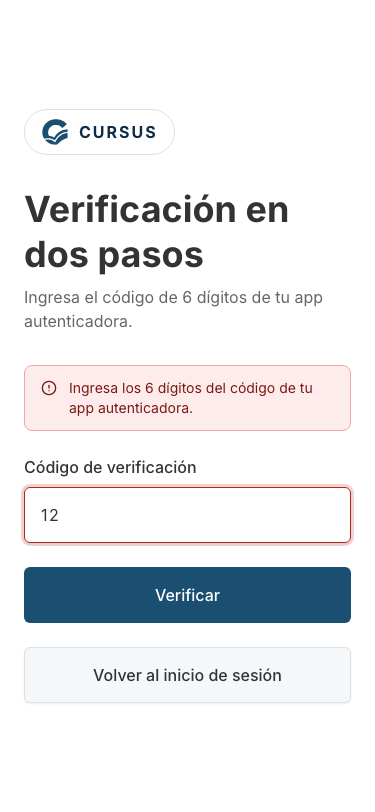 CURSUS
Verificación en
dos pasos
Ingresa el código de 6 dígitos de tu app
autenticadora.
Ingresa los 6 dígitos del código de tu
app autenticadora.
Código de verificación
12
Verificar
Volver al inicio de sesión